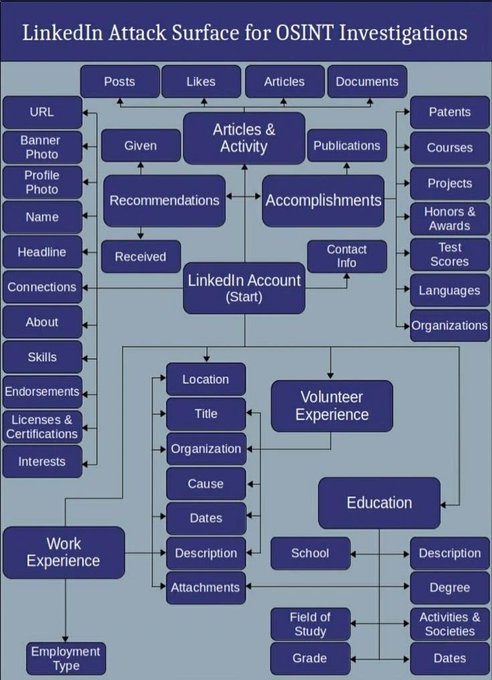 LinkedIn Attack Surface for OSINT Investigations
Posts
Likes
Articles
Documents
URL
Banner
Photo
Profile
Photo
Name
Headline
Connections
About
Skills
Endorsements
Licenses &
Certifications
Interests
Given
Articles &
Activity
Publications
Recommendations
Accomplishments
Received
Contact
Info
LinkedIn Account
(Start)
Patents
Courses
Projects
Honors &
Awards
Test
Scores
Languages
Organizations
Location
Title
Organization
Cause
Dates
Description
Attachments
Volunteer
Experience
Education
Work
Experience
Employment
Type
School
Description
Degree
Field of
Study
Activities &
Societies
Grade
Dates